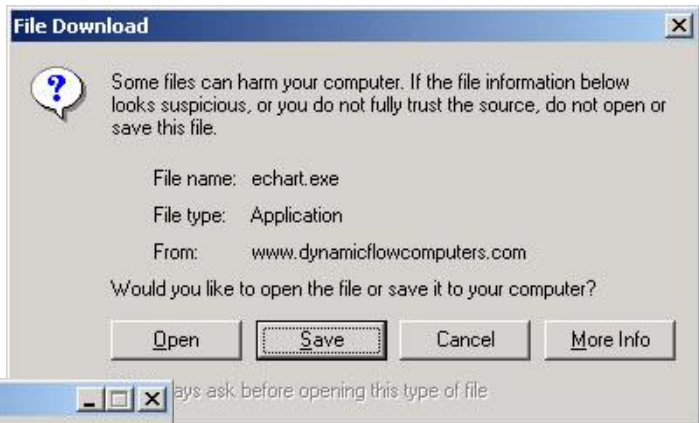 File Download
Some files can harm your computer. If the file information below
looks suspicious, or you do not fully trust the source, do not open or
save this file.
File name: echart.exe
File type: Application
From: www.dynamicflowcomputers.com
Would you like to open the file or save it to your computer?
Open Save Cancel More Info
ays ask before opening this type of file